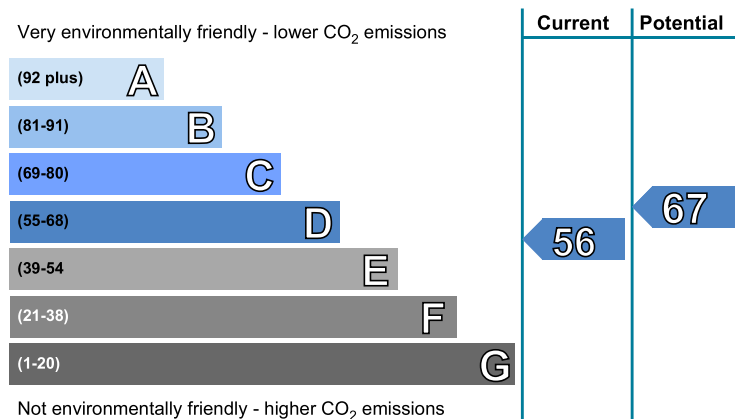 Very environmentally friendly - lower CO₂ emissions
Current
Potential
(92 plus) A
(81-91) B
(69-80) C
(55-68) D
(39-54 E
(21-38) F
(1-20) G
67
56
Not environmentally friendly - higher CO₂ emissions